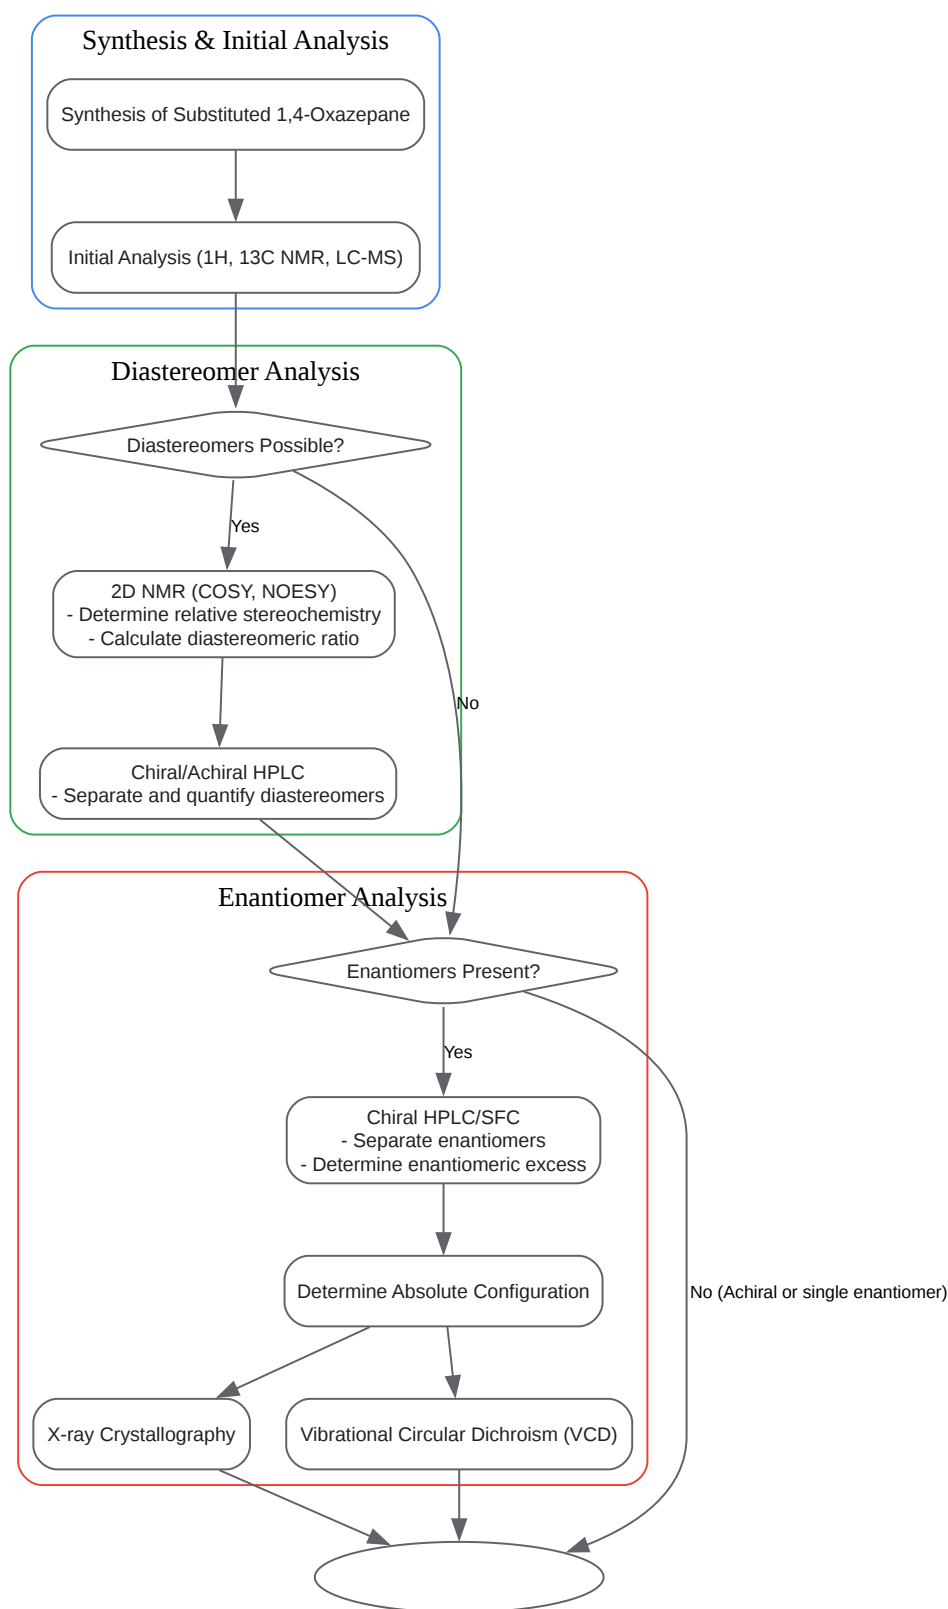 Synthesis & Initial Analysis
Synthesis of Substituted 1,4-Oxazepane
Initial Analysis (1H, 13C NMR, LC-MS)
Diastereomer Analysis
Diastereomers Possible?
Yes
2D NMR (COSY, NOESY)
- Determine relative stereochemistry
- Calculate diastereomeric ratio
No
Chiral/Achiral HPLC
- Separate and quantify diastereomers
Enantiomer Analysis
Enantiomers Present?
Yes
Chiral HPLC/SFC
- Separate enantiomers
- Determine enantiomeric excess
Determine Absolute Configuration
No (Achiral or single enantiomer)
X-ray Crystallography
Vibrational Circular Dichroism (VCD)